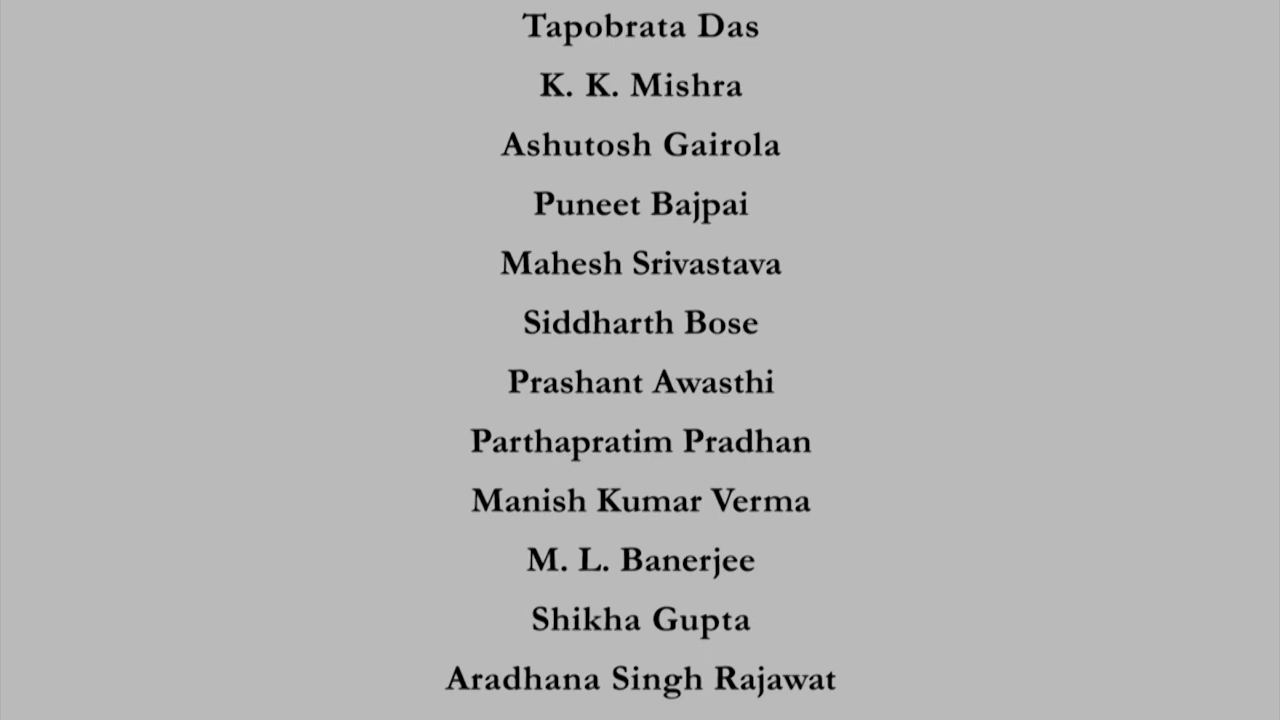 Tapobrata Das
K. K. Mishra
Ashutosh Gairola
Puneet Bajpai
Mahesh Srivastava
Siddharth Bose
Prashant Awasthi
Parthapratim Pradhan
Manish Kumar Verma
M. L. Banerjee
Shikha Gupta
Aradhana Singh Rajawat